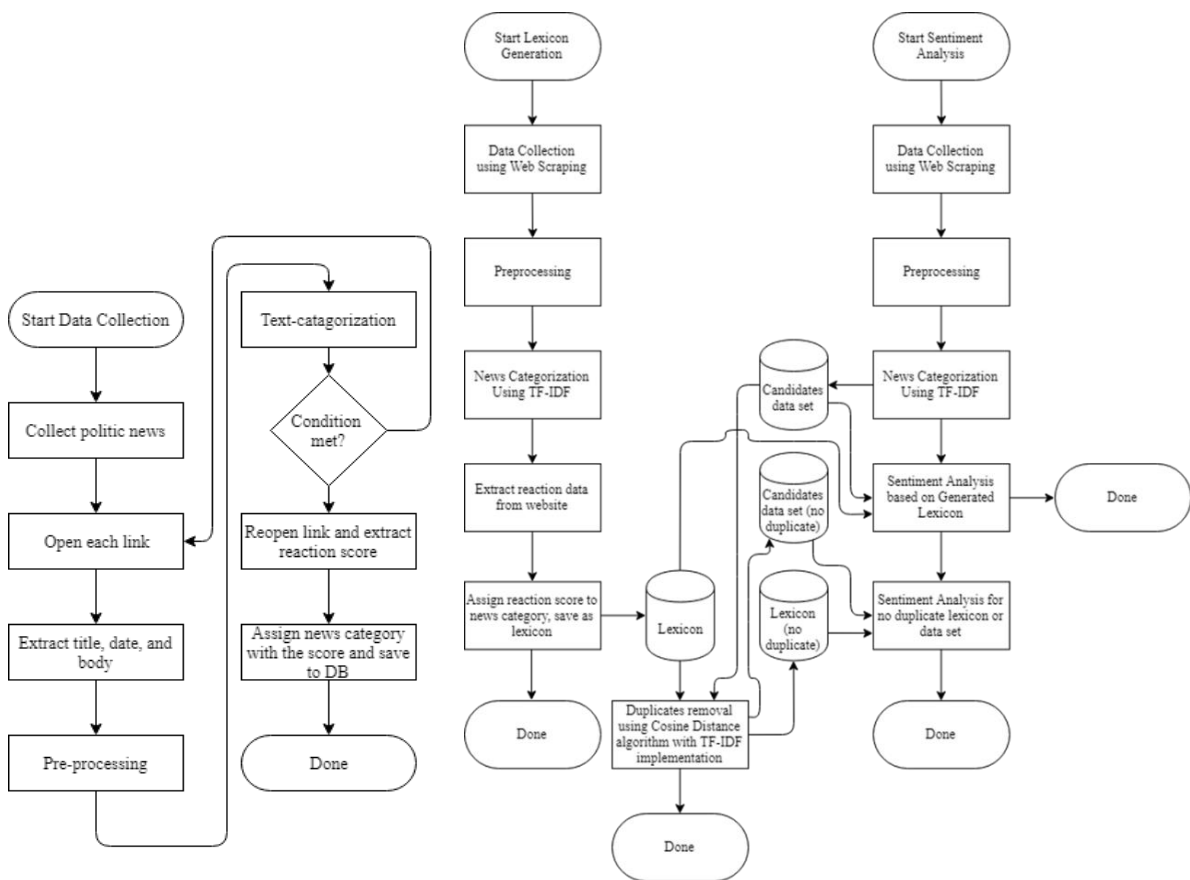 Start Data Collection
Collect politic news
Open each link
Extract title, date, and
body
Pre-processing
Text-catagorization
Condition
met?
Reopen link and extract
reaction score
Assign news category
with the score and save
to DB
Done
Start Lexicon
Generation
Data Collection
using Web Scraping
Preprocessing
News Categorization
Using TF-IDF
Extract reaction data
from website
Assign reaction score to
news category, save as
lexicon
Done
Lexicon
Duplicates removal
using Cosine Distance
algorithm with TF-IDF
implementation
Done
Candidates
data set
Candidates
data set (no
duplicate)
Lexicon
(no
duplicate)
Start Sentiment
Analysis
Data Collection
using Web Scraping
Preprocessing
News Categorization
Using TF-IDF
Sentiment Analysis
based on Generated
Lexicon
Done
Sentiment Analysis for
no duplicate lexicon or
data set
Done